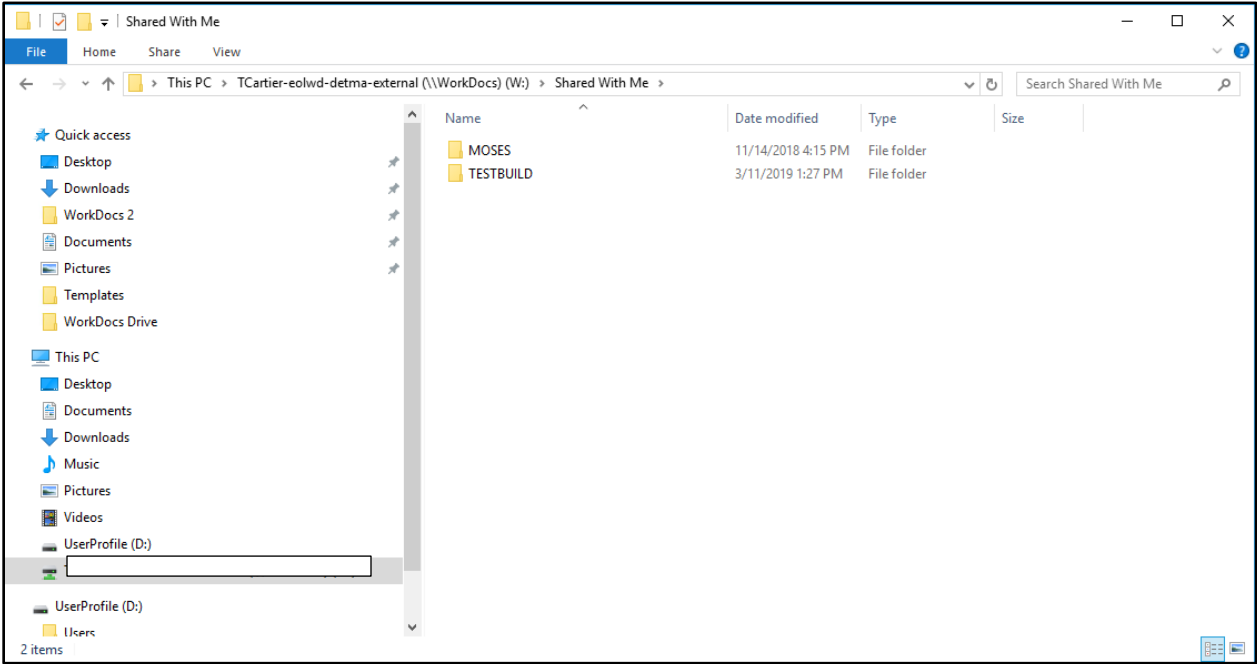 Shared With Me
File Home Share View
This PC > TCartier-eolwd-detma-external (\\WorkDocs) (W:) > Shared With Me >
Search Shared With Me
Quick access
Desktop
Downloads
WorkDocs 2
Documents
Pictures
Templates
WorkDocs Drive
This PC
Desktop
Documents
Downloads
Music
Pictures
Videos
UserProfile (D:)
UserProfile (D:)
Users
Name Date modified Type Size
MOSES 11/14/2018 4:15 PM File folder
TESTBUILD 3/11/2019 1:27 PM File folder
2 items